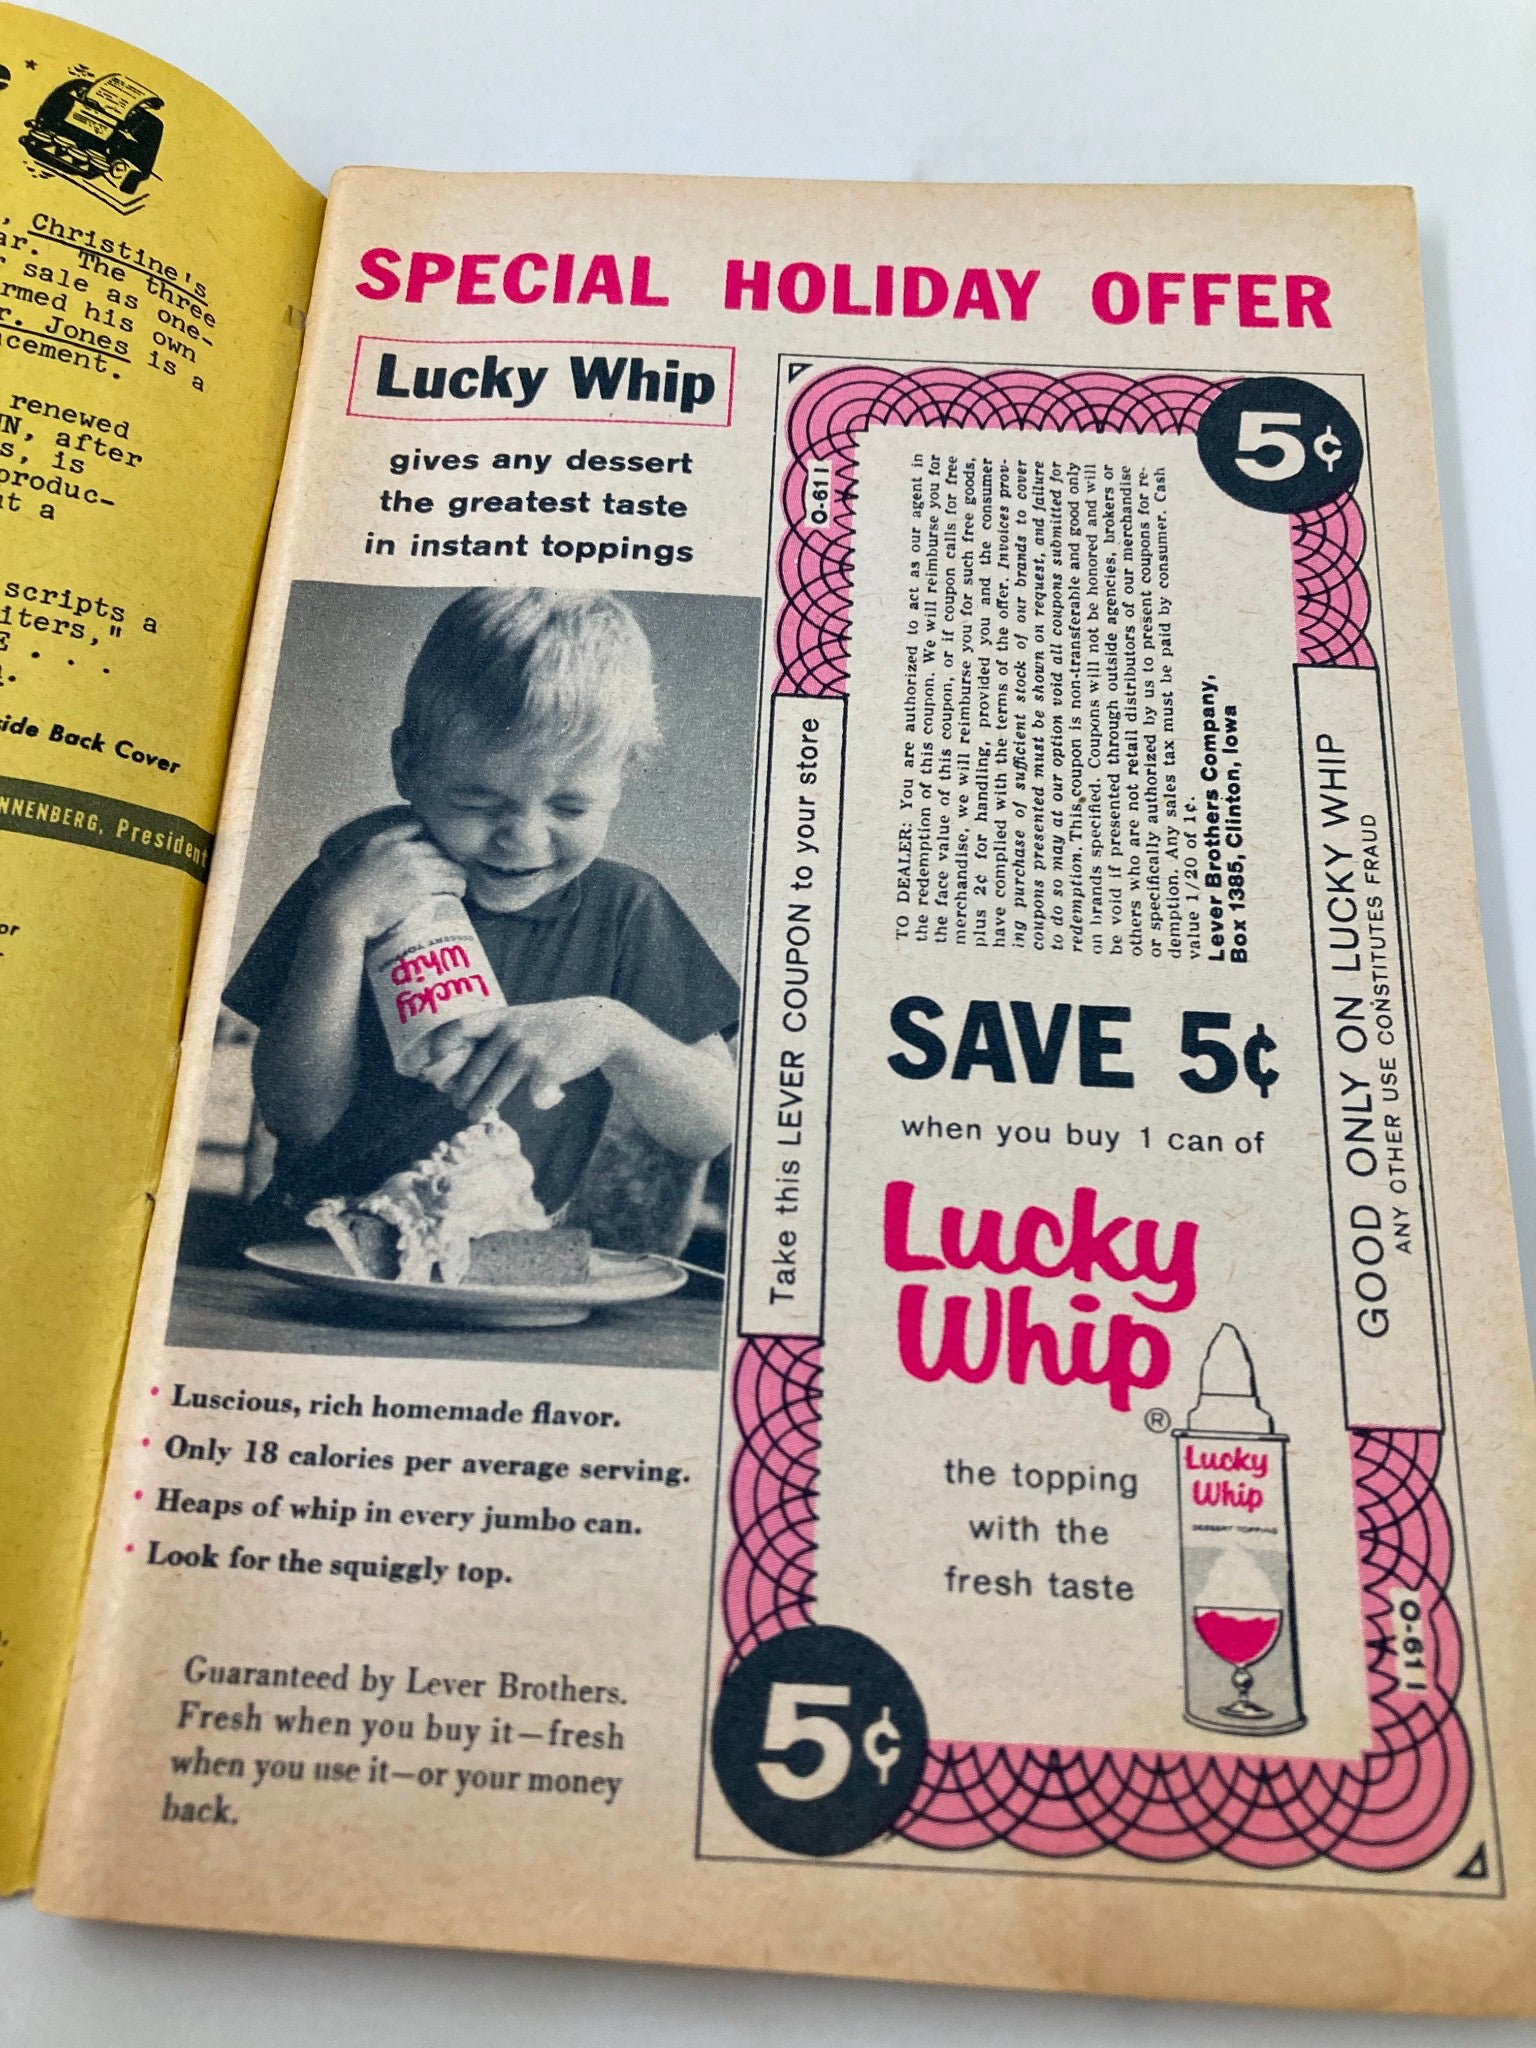 Christine's
ar. The three
sale as one-
rmed his own
r. Jones is a
cement.
renewed
N, after
s, is
produc-
t a
scripts a
iters,"
E . . .
ide Back Cover
NNENBERG, President
or
SPECIAL HOLIDAY OFFER
Lucky Whip
gives any dessert
the greatest taste
in instant toppings
Lucky
Whip
• Luscious, rich homemade flavor.
• Only 18 calories per average serving.
• Heaps of whip in every jumbo can.
• Look for the squiggly top.
Guaranteed by Lever Brothers.
Fresh when you buy it—fresh
when you use it—or your money
back.
5¢
O-611
Take this LEVER COUPON to your store
TO DEALER: You are authorized to act as our agent in
the redemption of this coupon. We will reimburse you for
the face value of this coupon, or if coupon calls for free
merchandise, we will reimburse you for such free goods,
plus 2¢ for handling, provided you and the consumer
have complied with the terms of the offer. Invoices prov-
ing purchase of sufficient stock of our brands to cover
coupons presented must be shown on request, and failure
to do so may at our option void all coupons submitted for
redemption. This coupon is non-transferable and good only
on brands specified. Coupons will not be honored and will
be void if presented through outside agencies, brokers or
others who are not retail distributors of our merchandise
or specifically authorized by us to present coupons for re-
demption. Any sales tax must be paid by consumer. Cash
value 1/20 of 1¢.
Lever Brothers Company,
Box 1385, Clinton, Iowa
SAVE 5¢
when you buy 1 can of
Lucky
Whip
®
the topping
with the
fresh taste
Lucky
Whip
DESSERT TOPPING
GOOD ONLY ON LUCKY WHIP
ANY OTHER USE CONSTITUTES FRAUD
O-611
5¢